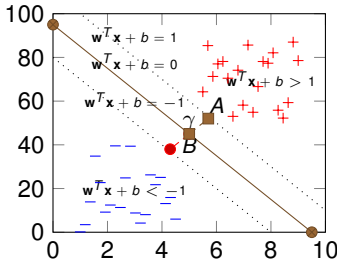 100
80
60
40
20
0
0 2 4 6 8 10
w^T x + b = 1
w^T x + b = 0
w^T x + b > 1
w^T x + b = −1
A
γ
B
w^T x + b < −1